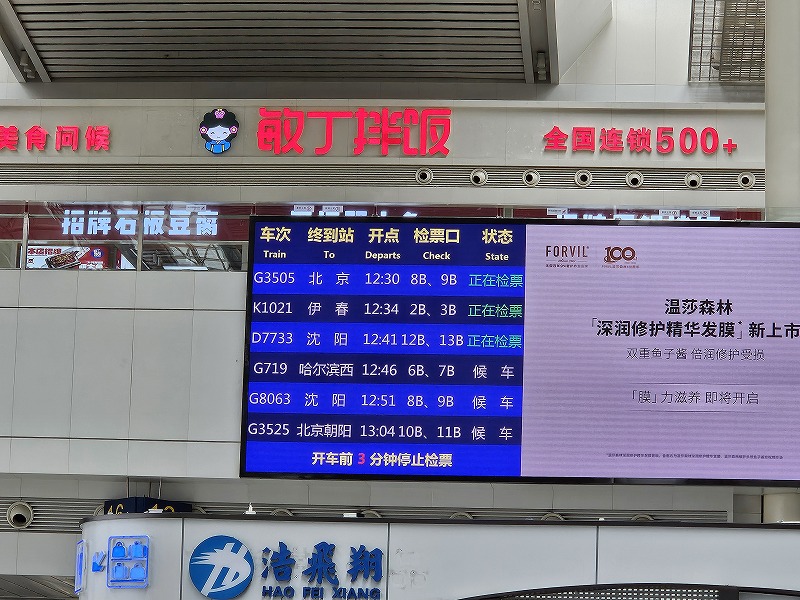 美食问候
敏丁拌饭
全国连锁500+
招牌石板豆腐
车次 终到站 开点 检票口 状态
Train To Departs Check State
G3505 北 京 12:30 8B、9B 正在检票
K1021 伊 春 12:34 2B、3B 正在检票
D7733 沈 阳 12:41 12B、13B 正在检票
G719 哈尔滨西 12:46 6B、7B 候 车
G8063 沈 阳 12:51 8B、9B 候 车
G3525 北京朝阳 13:04 10B、11B 候 车
开车前 3 分钟停止检票
FORVIL
100
温莎森林
「深润修护精华发膜*」新上市
双重鱼子酱 倍润修护受损
「膜」力滋养 即将开启
浩飛翔
HAO FEI XIANG